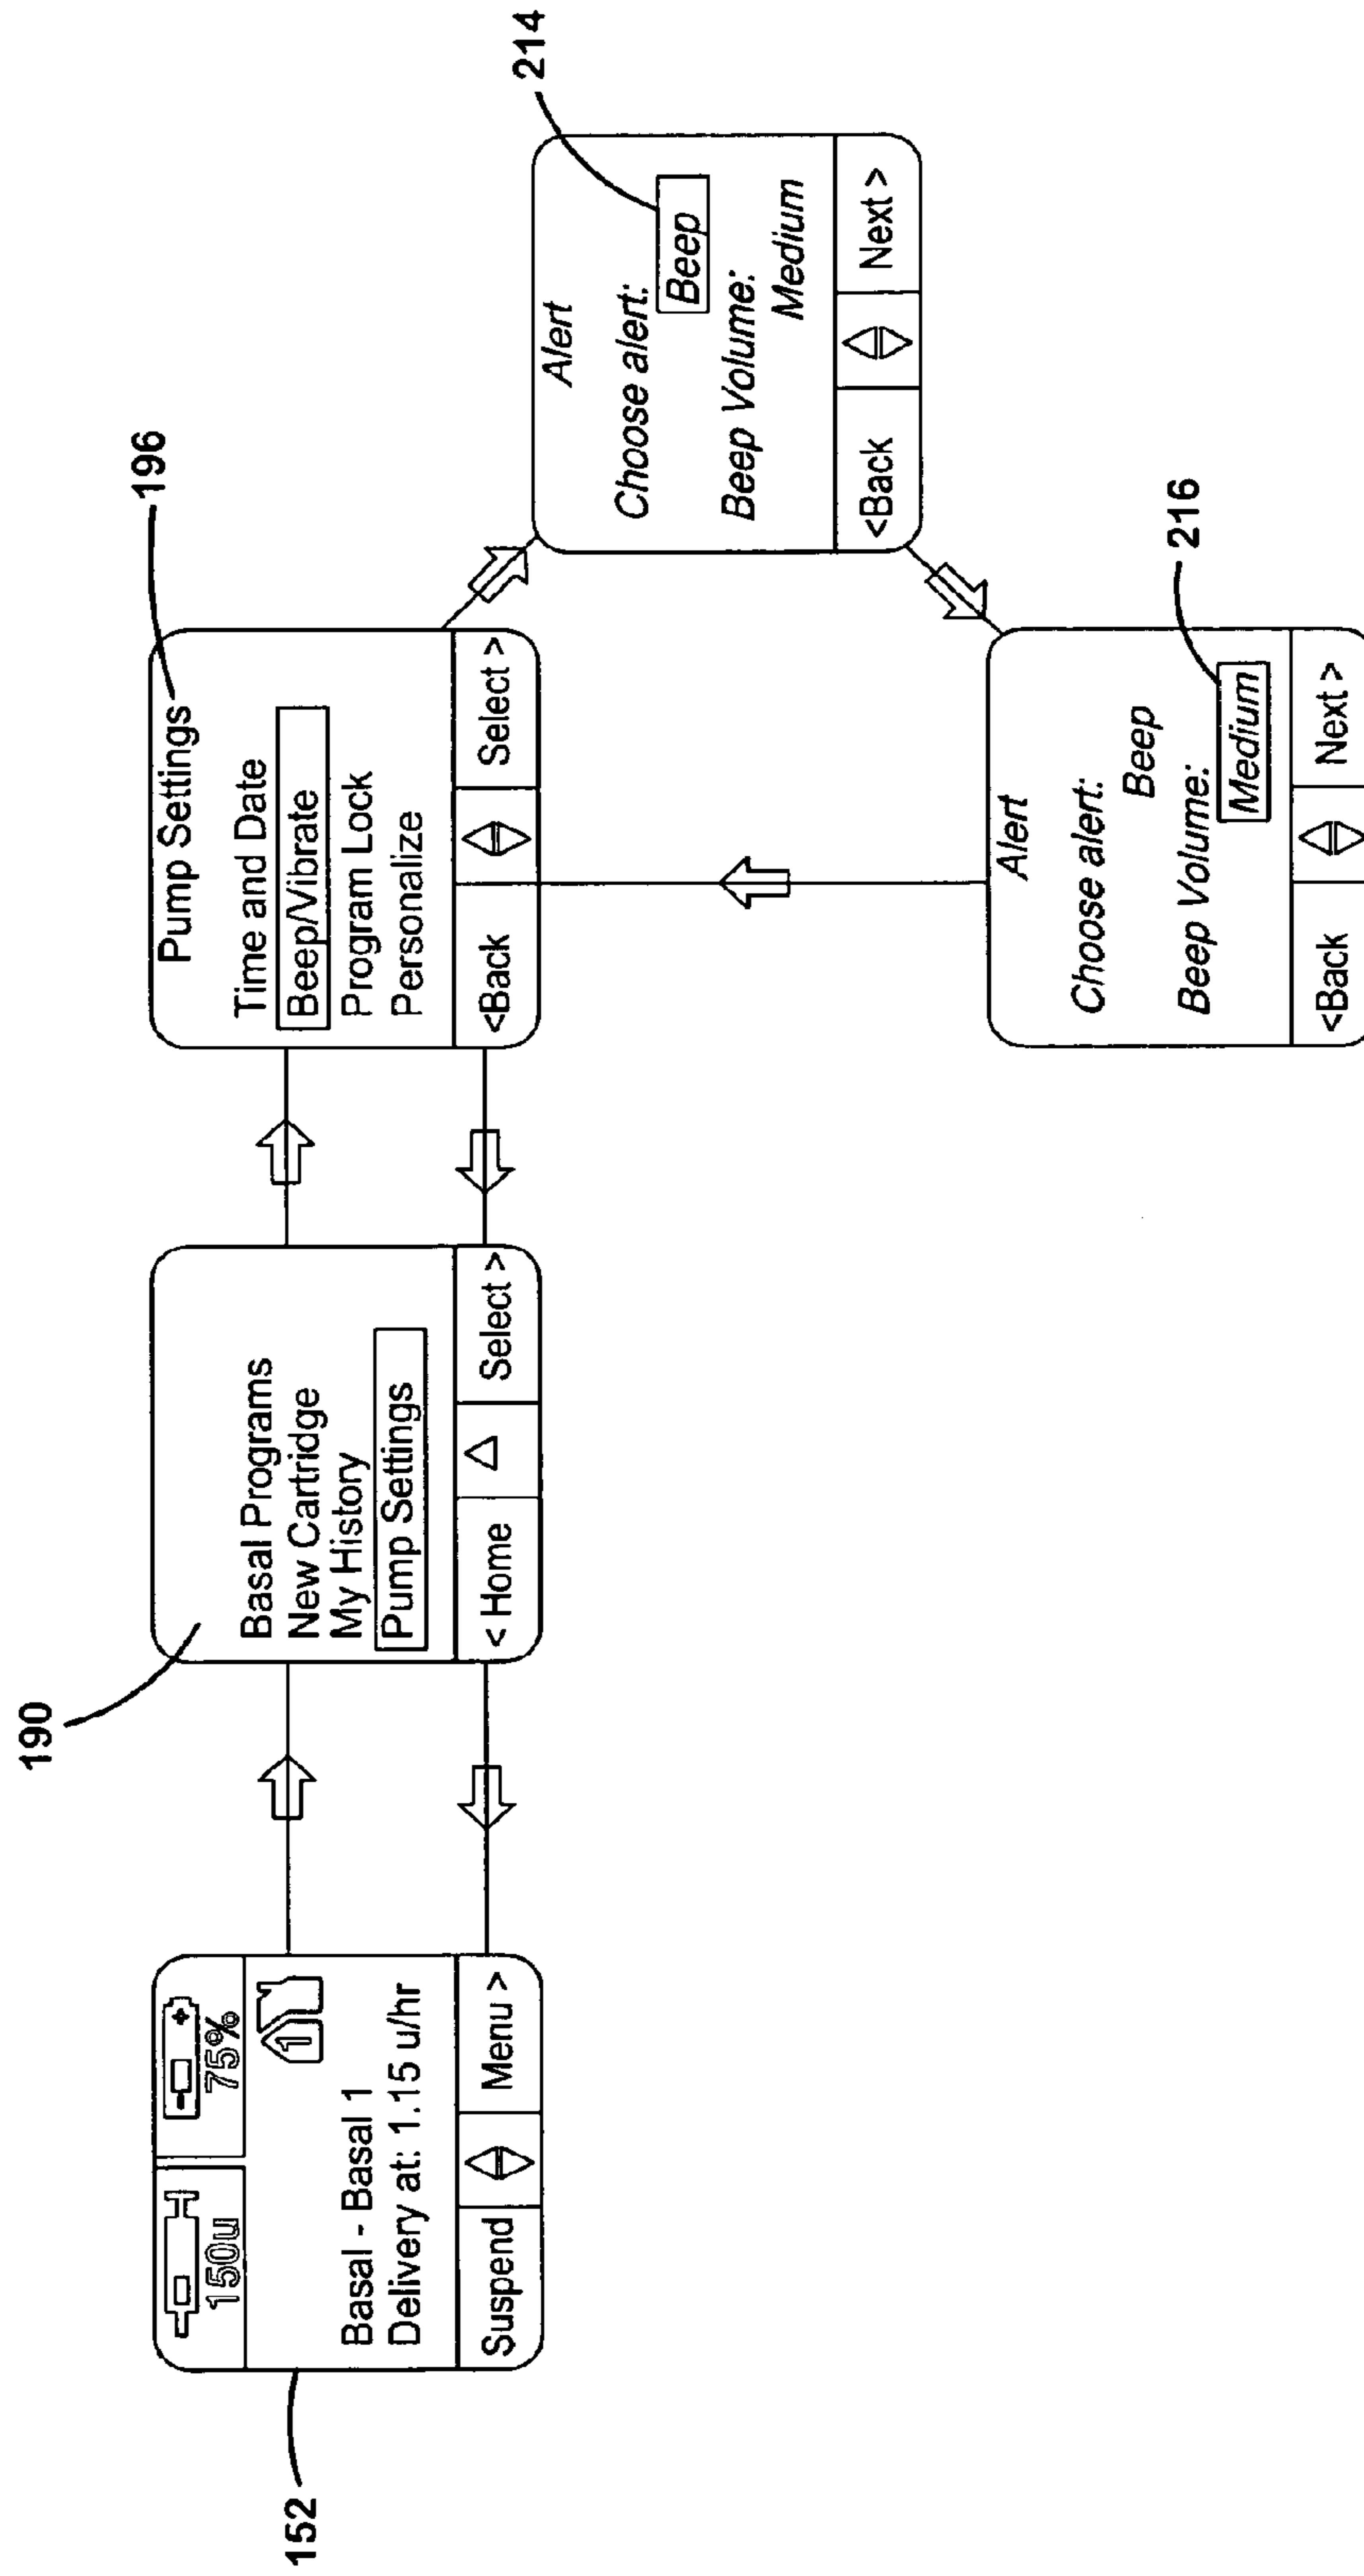 152
150u
75%
1
Basal - Basal 1
Delivery at: 1.15 u/hr
Suspend
Menu >
190
Basal Programs
New Cartridge
My History
Pump Settings
< Home
Select >
196
Pump Settings
Time and Date
Beep/Vibrate
Program Lock
Personalize
<Back
Select >
214
Alert
Choose alert:
Beep
Beep Volume:
Medium
<Back
Next >
216
Alert
Choose alert:
Beep
Beep Volume:
Medium
<Back
Next >